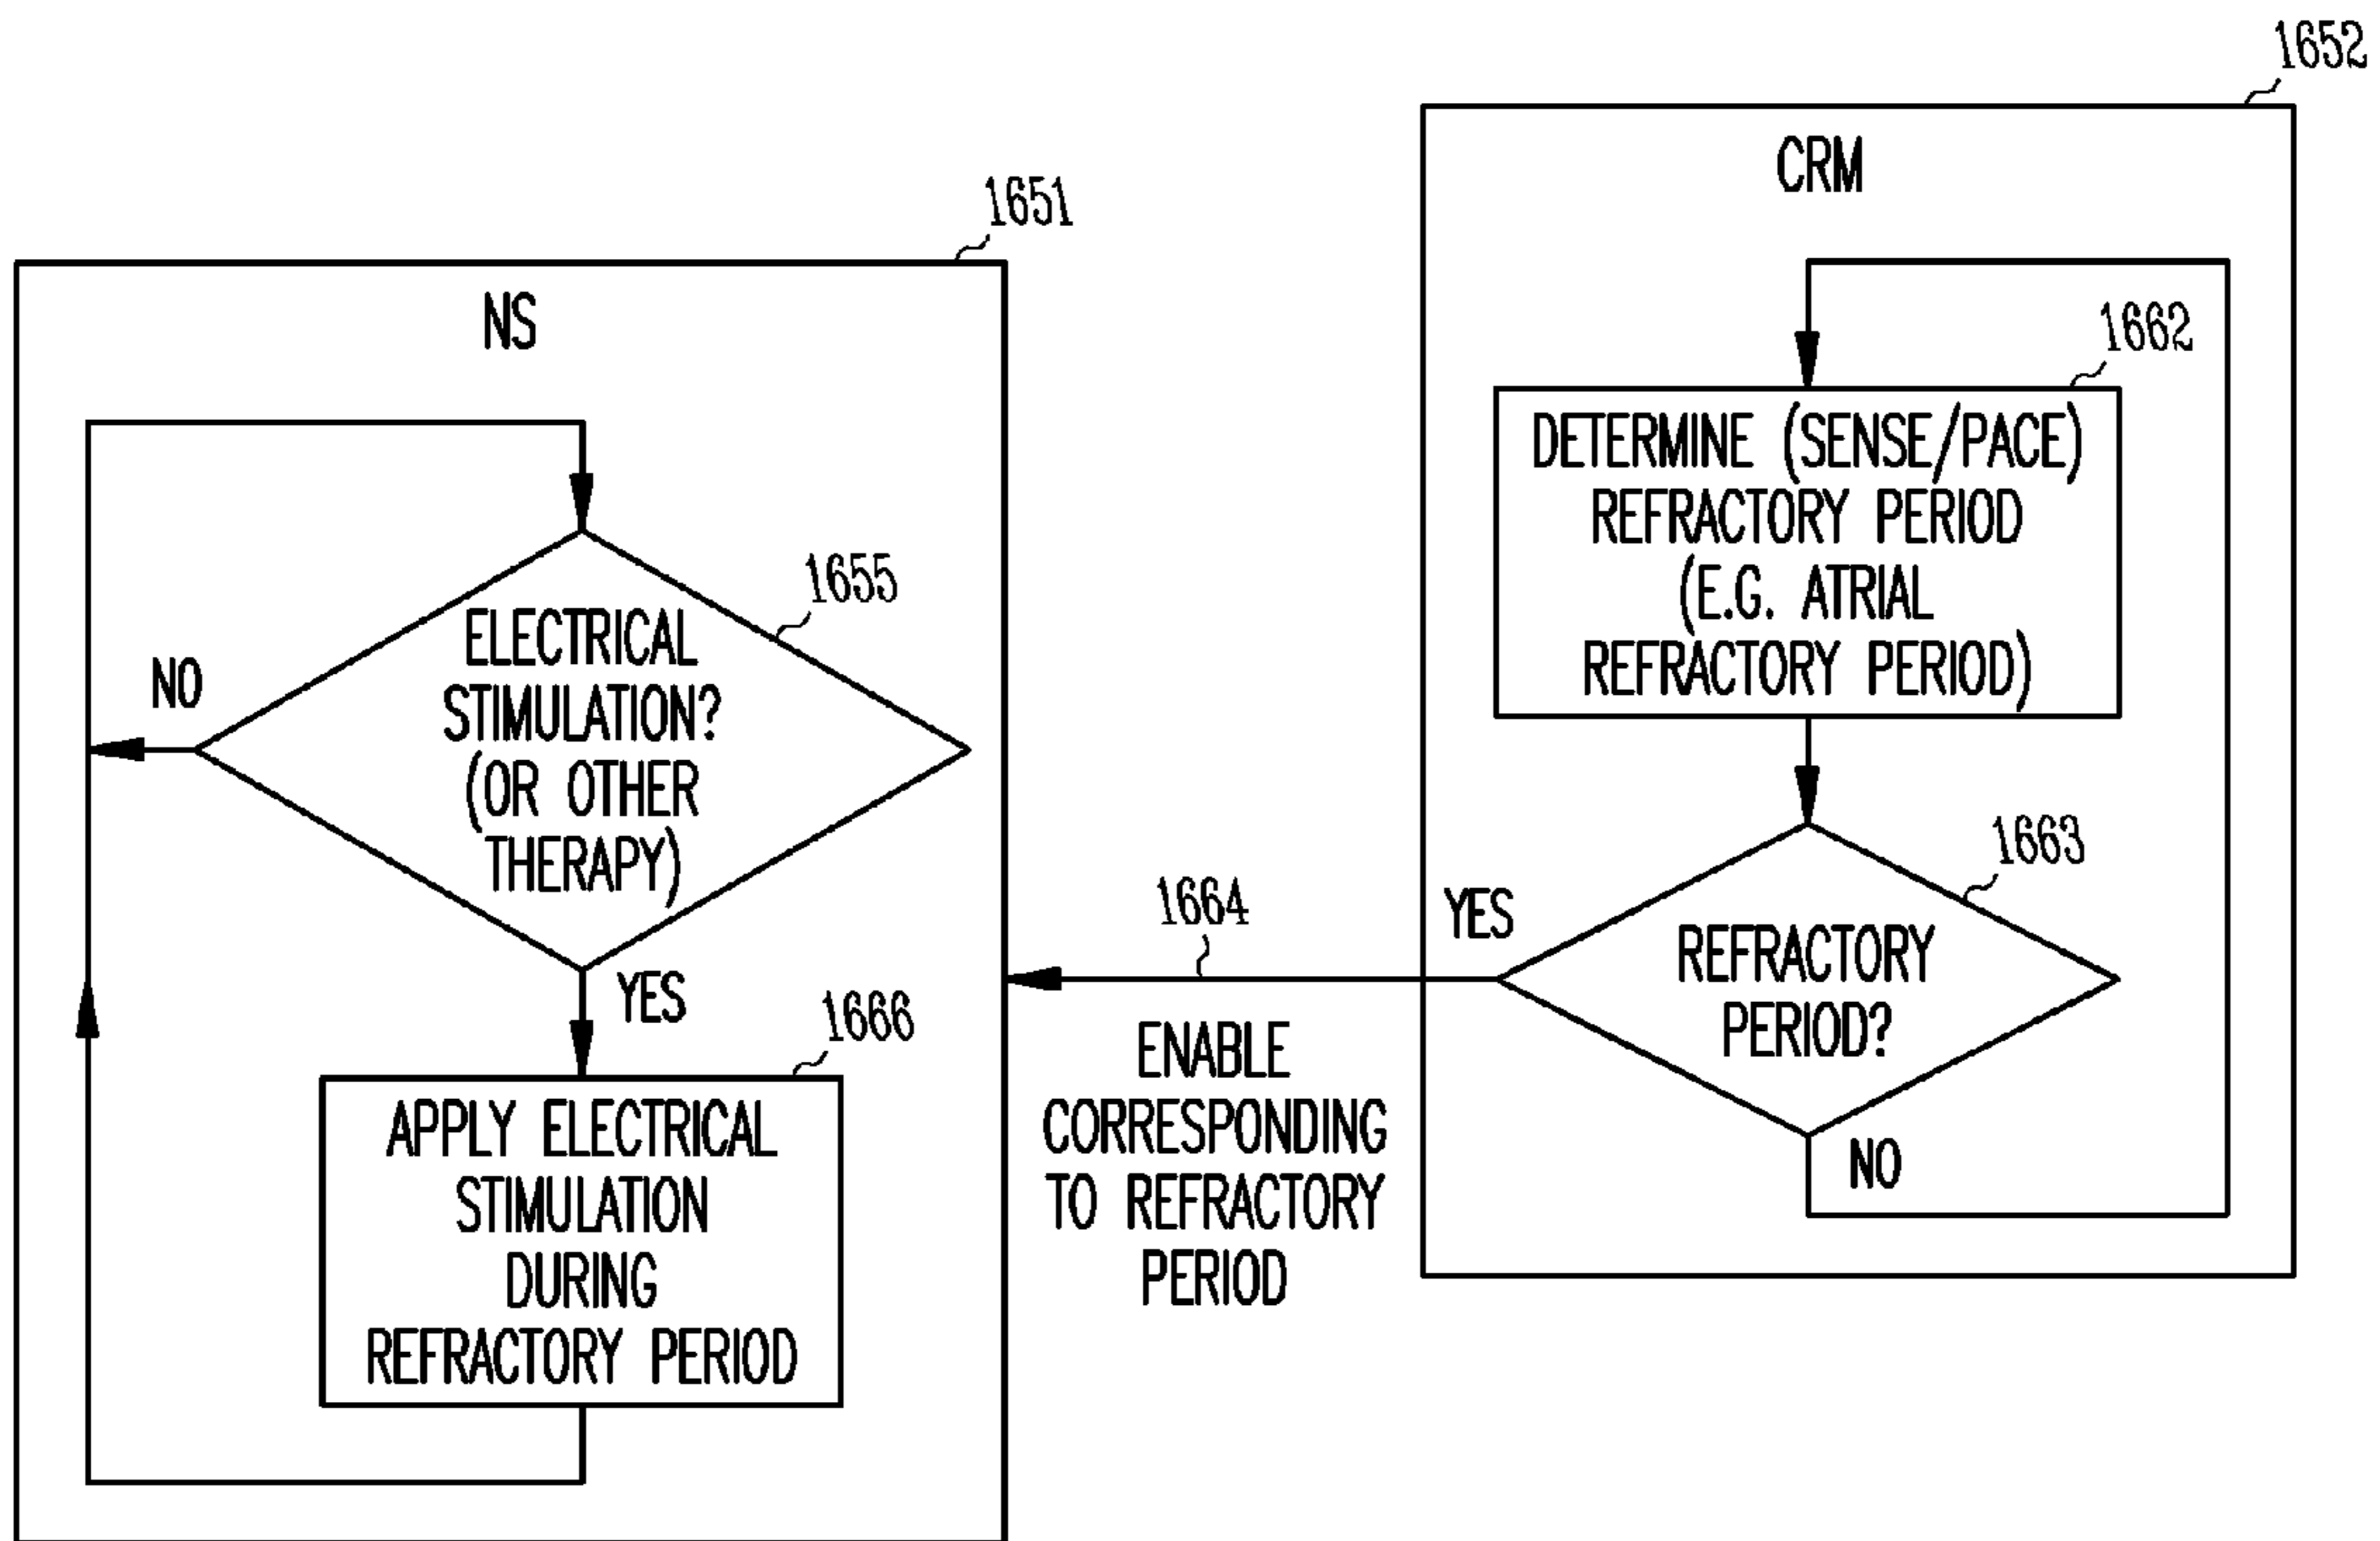 1652
CRM
1651
NS
1662
DETERMINE (SENSE/PACE)
REFRACTORY PERIOD
(E.G. ATRIAL
REFRACTORY PERIOD)
1655
ELECTRICAL
STIMULATION?
(OR OTHER
THERAPY)
NO
YES
1666
APPLY ELECTRICAL
STIMULATION
DURING
REFRACTORY PERIOD
1664
ENABLE
CORRESPONDING
TO REFRACTORY
PERIOD
1663
YES
REFRACTORY
PERIOD?
NO